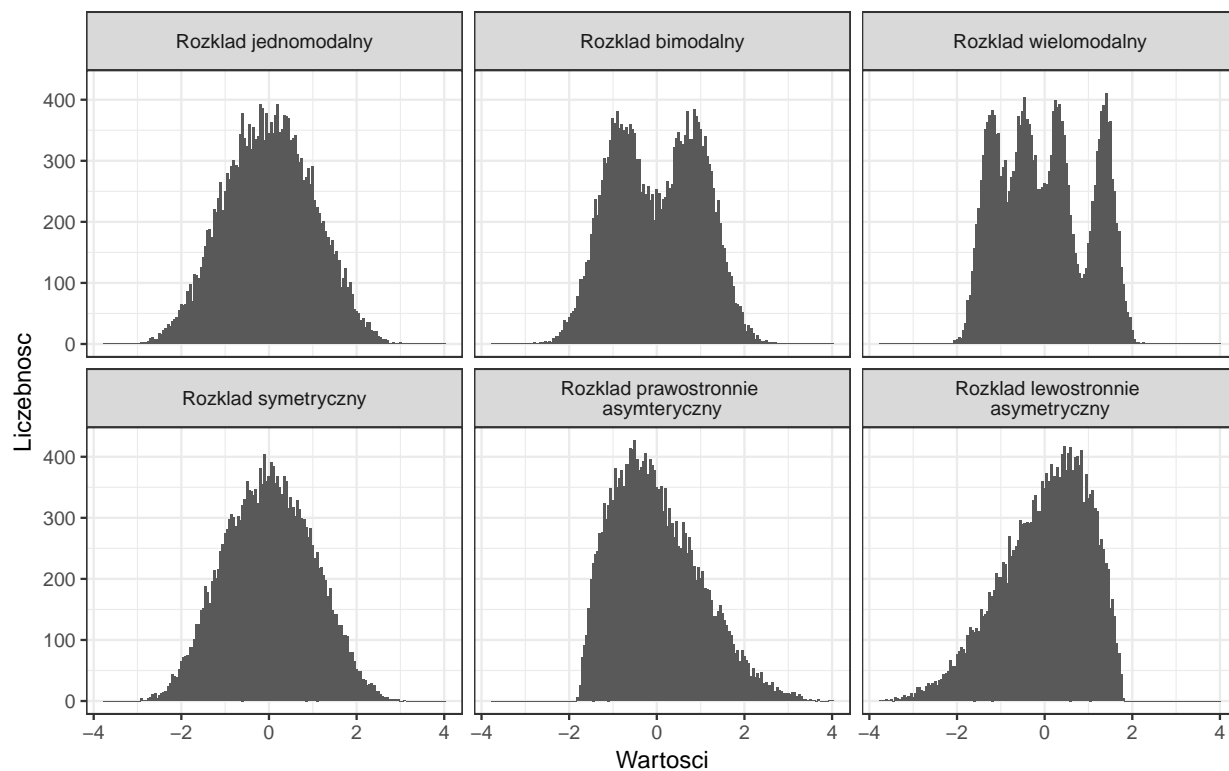 Rozklad jednomodalny
Rozklad bimodalny
Rozklad wielomodalny
400
300
200
100
0
Rozklad symetryczny
Rozklad prawostronnie
asymteryczny
Rozklad lewostronnie
asymetryczny
400
300
200
100
0
−4 −2 0 2 4
−4 −2 0 2 4
−4 −2 0 2 4
Wartosci
Liczebnosc